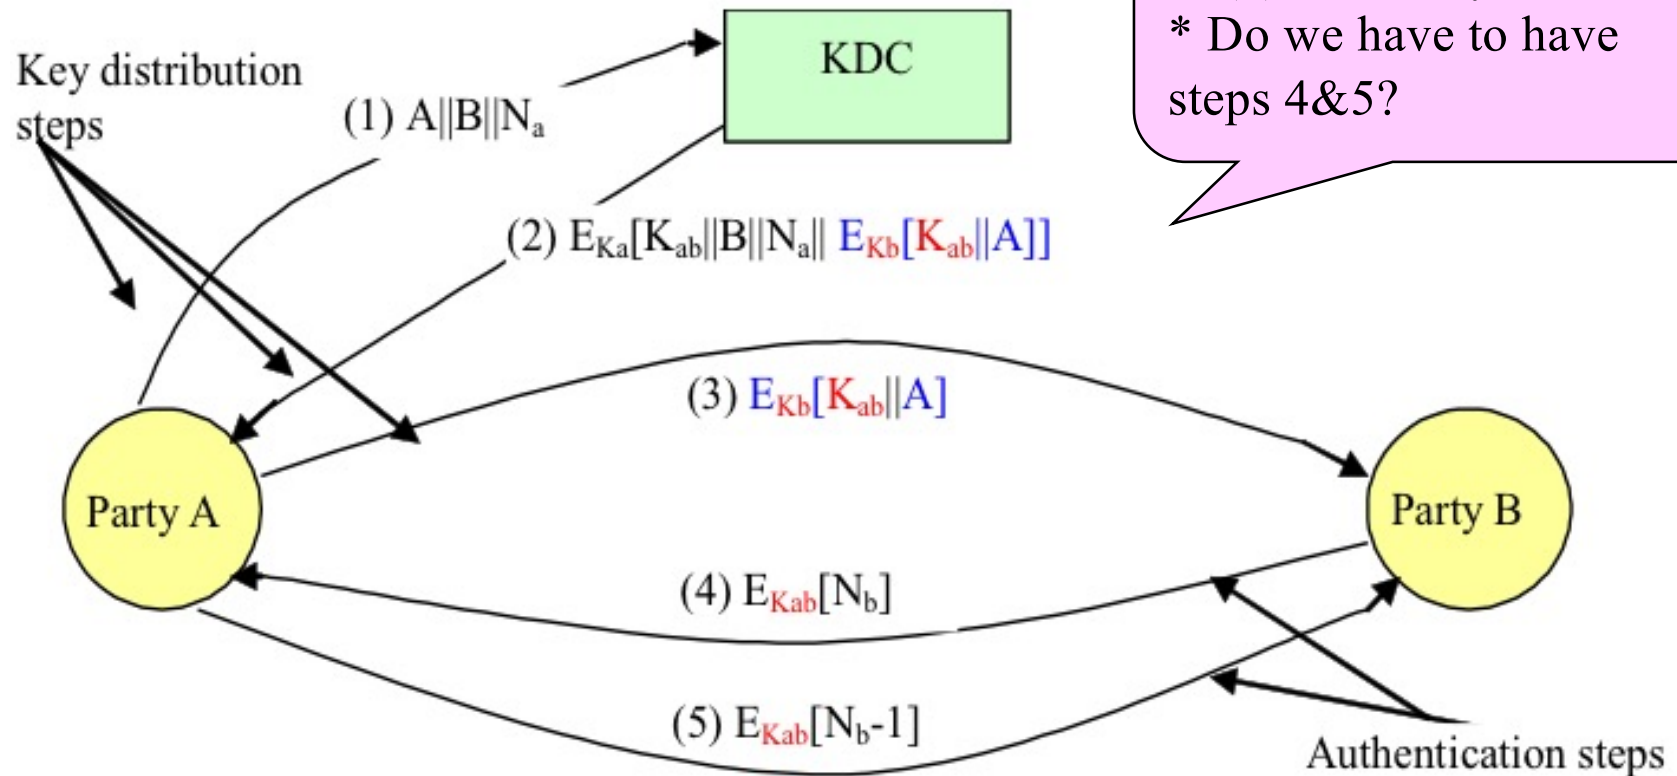 * Do we have to have
steps 4&5?
KDC
Key distribution
steps
(1) A||B||Na
(2) EKa[Kab||B||Na|| EKb[Kab||A]]
(3) EKb[Kab||A]
Party A
Party B
(4) EKab[Nb]
(5) EKab[Nb-1]
Authentication steps